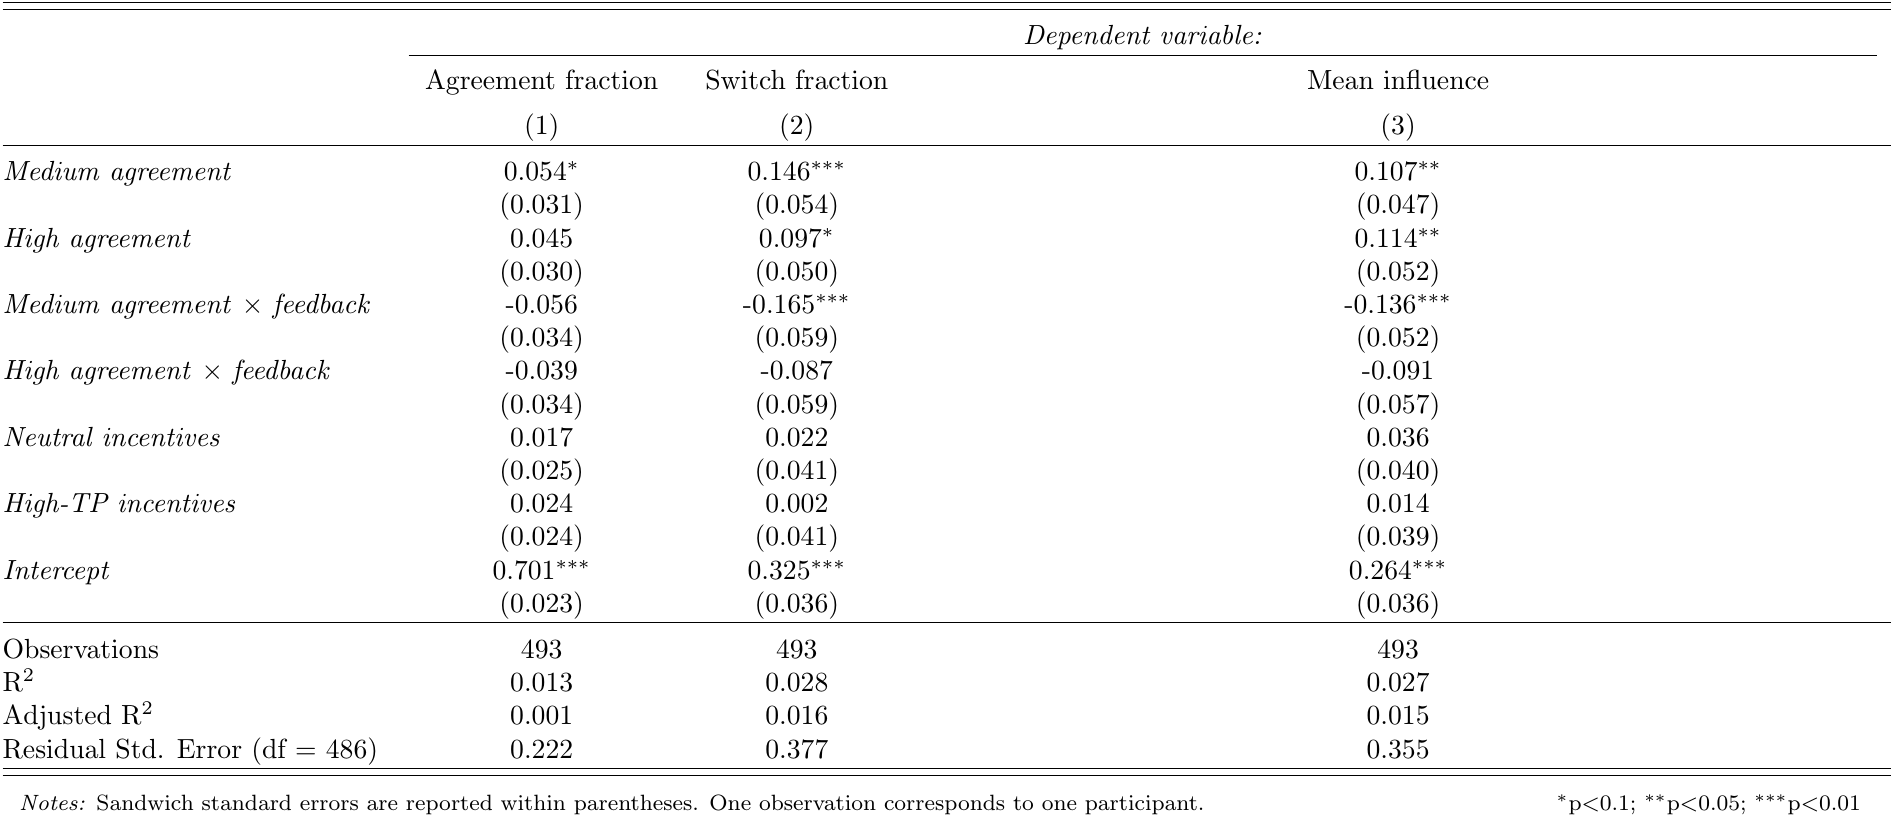 Dependent variable:
Agreement fraction Switch fraction Mean influence
(1) (2) (3)
Medium agreement 0.054* 0.146*** 0.107**
(0.031) (0.054) (0.047)
High agreement 0.045 0.097* 0.114**
(0.030) (0.050) (0.052)
Medium agreement × feedback -0.056 -0.165*** -0.136***
(0.034) (0.059) (0.052)
High agreement × feedback -0.039 -0.087 -0.091
(0.034) (0.059) (0.057)
Neutral incentives 0.017 0.022 0.036
(0.025) (0.041) (0.040)
High-TP incentives 0.024 0.002 0.014
(0.024) (0.041) (0.039)
Intercept 0.701*** 0.325*** 0.264***
(0.023) (0.036) (0.036)
Observations 493 493 493
R² 0.013 0.028 0.027
Adjusted R² 0.001 0.016 0.015
Residual Std. Error (df = 486) 0.222 0.377 0.355
Notes: Sandwich standard errors are reported within parentheses. One observation corresponds to one participant. *p<0.1; **p<0.05; ***p<0.01